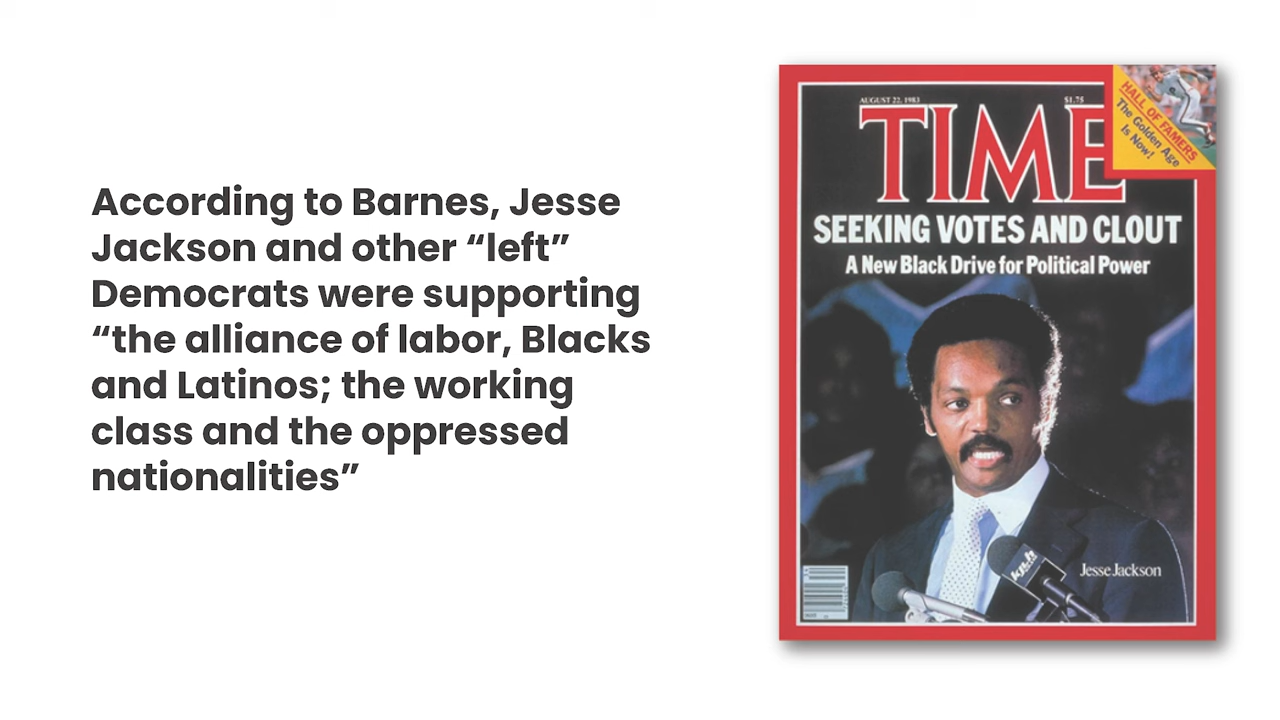 According to Barnes, Jesse
Jackson and other “left”
Democrats were supporting
“the alliance of labor, Blacks
and Latinos; the working
class and the oppressed
nationalities”
AUGUST 22, 1983 $1.75
TIME
HALL OF FAMERS
The Golden Age
Is Now!
SEEKING VOTES AND CLOUT
A New Black Drive for Political Power
Jesse Jackson